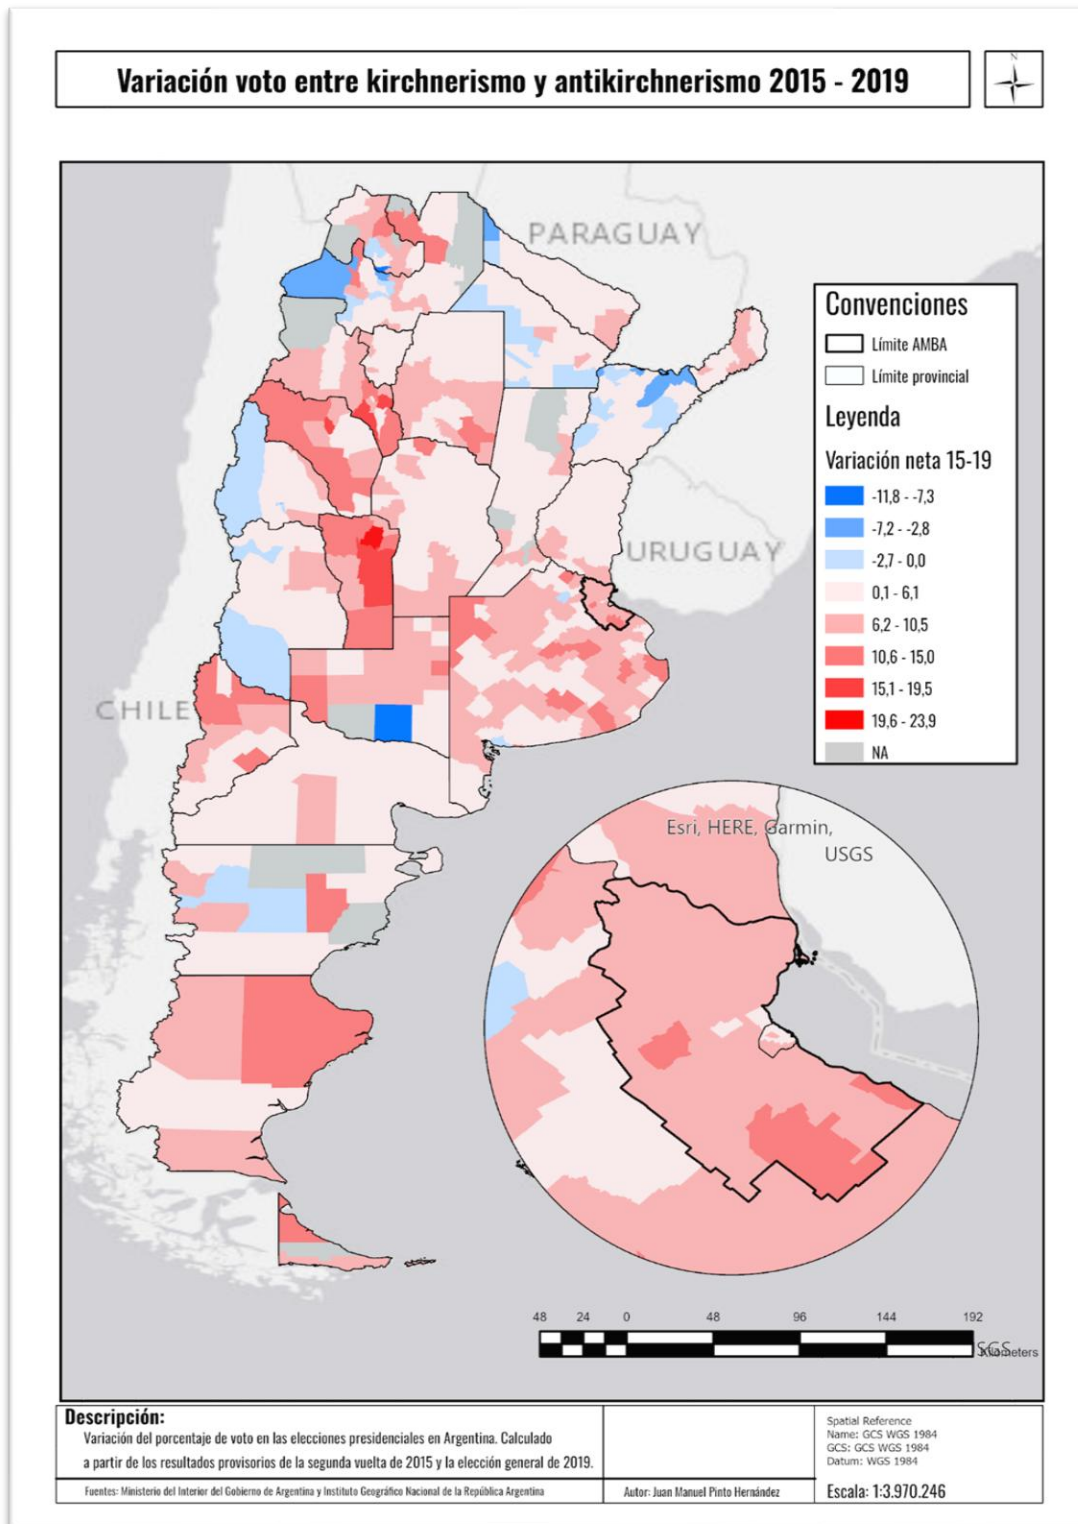 Variación voto entre kirchnerismo y antikirchnerismo 2015 - 2019
N
PARAGUAY
URUGUAY
CHILE
Convenciones
Límite AMBA
Límite provincial
Leyenda
Variación neta 15-19
-11,8 - -7,3
-7,2 - -2,8
-2,7 - 0,0
0,1 - 6,1
6,2 - 10,5
10,6 - 15,0
15,1 - 19,5
19,6 - 23,9
NA
Esri, HERE, Garmin,
USGS
48 24 0 48 96 144 192
Kilometers
Descripción:
Variación del porcentaje de voto en las elecciones presidenciales en Argentina. Calculado
a partir de los resultados provisorios de la segunda vuelta de 2015 y la elección general de 2019.
Fuentes: Ministerio del Interior del Gobierno de Argentina y Instituto Geográfico Nacional de la República Argentina
Autor: Juan Manuel Pinto Hernández
Spatial Reference
Name: GCS WGS 1984
GCS: GCS WGS 1984
Datum: WGS 1984
Escala: 1:3.970.246